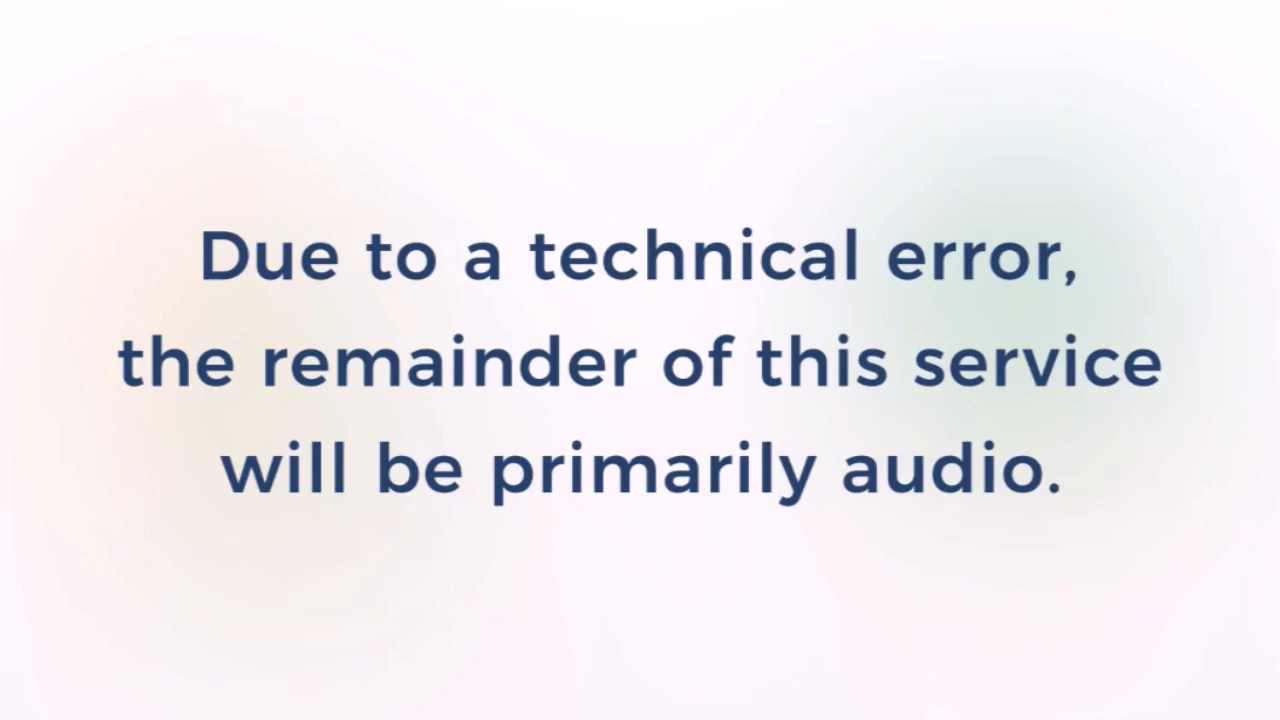 Due to a technical error,
the remainder of this service
will be primarily audio.